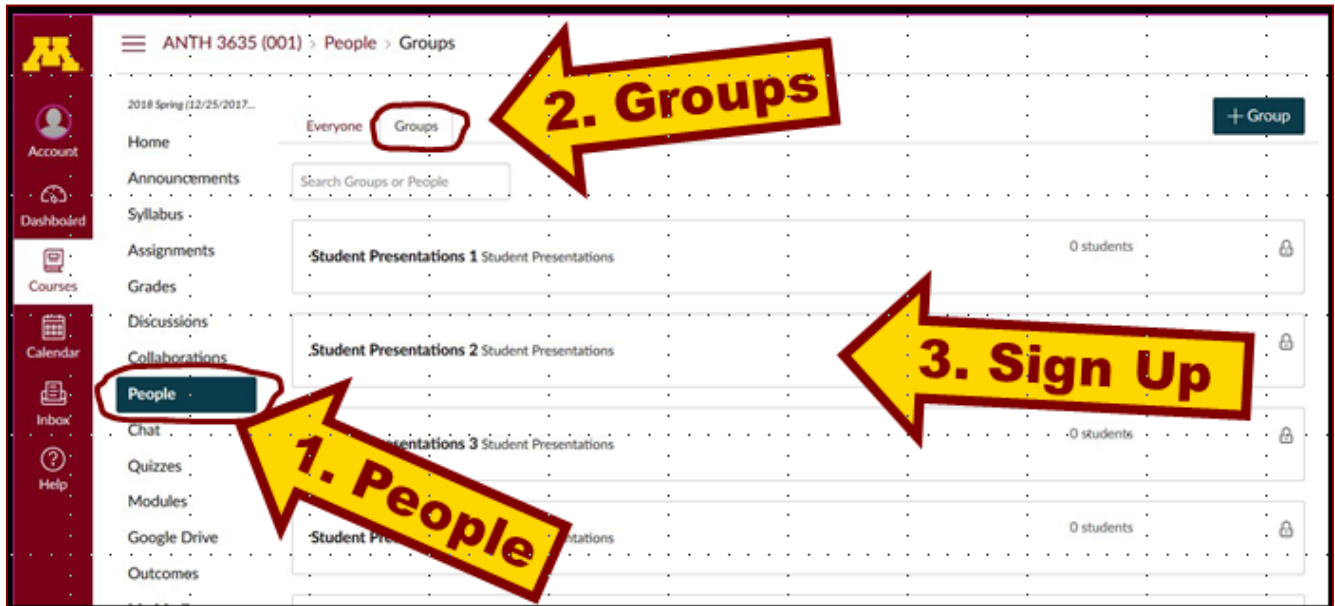 ANTH 3635 (001) > People > Groups
2018 Spring (12/25/2017...
Account
Dashboard
Courses
Calendar
Inbox
Help
Home
Announcements
Syllabus
Assignments
Grades
Discussions
Collaborations
People
Chat
Quizzes
Modules
Google Drive
Outcomes
Everyone Groups
+ Group
Search Groups or People
Student Presentations 1 Student Presentations 0 students
Student Presentations 2 Student Presentations
esentations 3 Student Presentations 0 students
Student Pr ntations 0 students
1. People
2. Groups
3. Sign Up